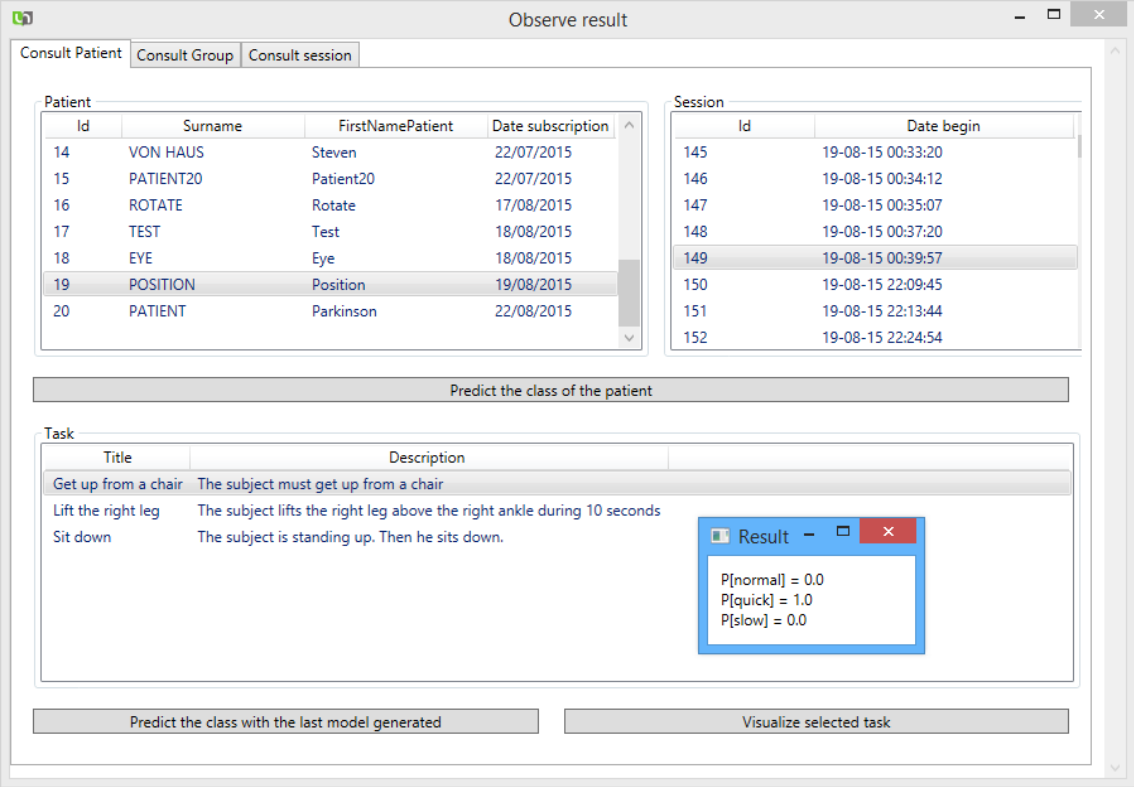 Observe result
Consult Patient Consult Group Consult session
Patient
Id Surname FirstNamePatient Date subscription
14 VON HAUS Steven 22/07/2015
15 PATIENT20 Patient20 22/07/2015
16 ROTATE Rotate 17/08/2015
17 TEST Test 18/08/2015
18 EYE Eye 18/08/2015
19 POSITION Position 19/08/2015
20 PATIENT Parkinson 22/08/2015
Session
Id Date begin
145 19-08-15 00:33:20
146 19-08-15 00:34:12
147 19-08-15 00:35:07
148 19-08-15 00:37:20
149 19-08-15 00:39:57
150 19-08-15 22:09:45
151 19-08-15 22:13:44
152 19-08-15 22:24:54
Predict the class of the patient
Task
Title Description
Get up from a chair The subject must get up from a chair
Lift the right leg The subject lifts the right leg above the right ankle during 10 seconds
Sit down The subject is standing up. Then he sits down.
Result
P[normal] = 0.0
P[quick] = 1.0
P[slow] = 0.0
Predict the class with the last model generated
Visualize selected task